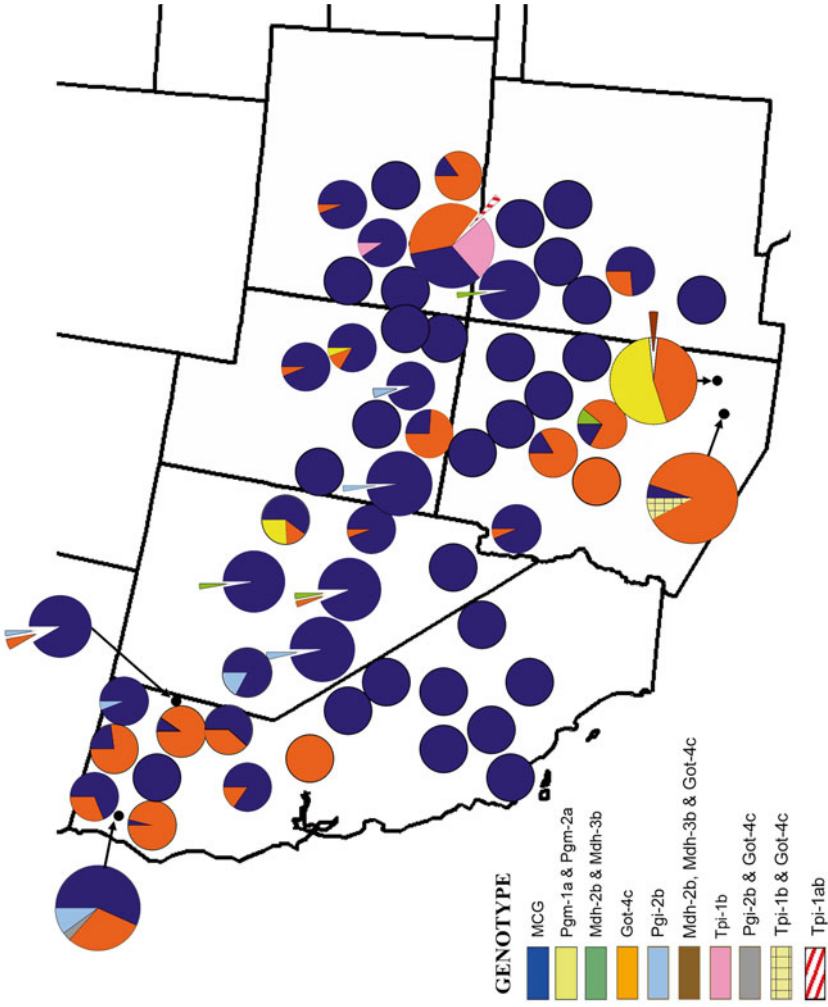 GENOTYPE
MCG
Pgm-1a & Pgm-2a
Mdh-2b & Mdh-3b
Got-4c
Pgi-2b
Mdh-2b, Mdh-3b & Got-4c
Tpi-1b
Pgi-2b & Got-4c
Tpi-1b & Got-4c
Tpi-1ab